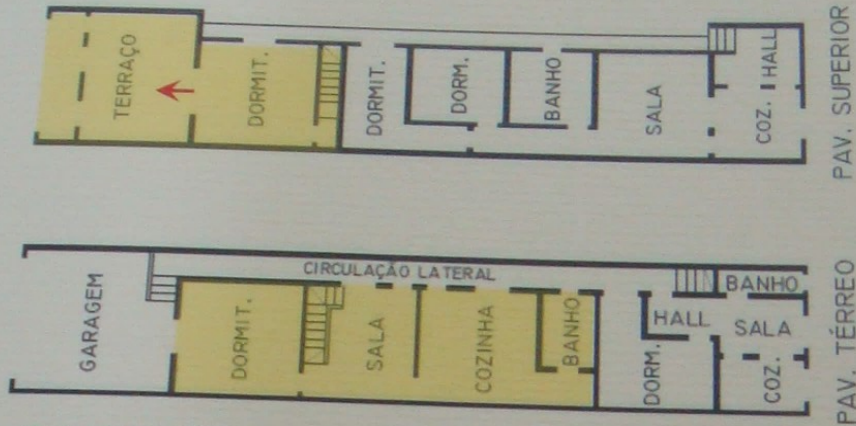 TERRAÇO
DORMIT.
DORMIT.
DORM.
BANHO
SALA
COZ.
HALL
PAV. SUPERIOR
GARAGEM
CIRCULAÇÃO LATERAL
DORMIT.
SALA
COZINHA
BANHO
DORM.
HALL
BANHO
SALA
COZ.
PAV. TÉRREO